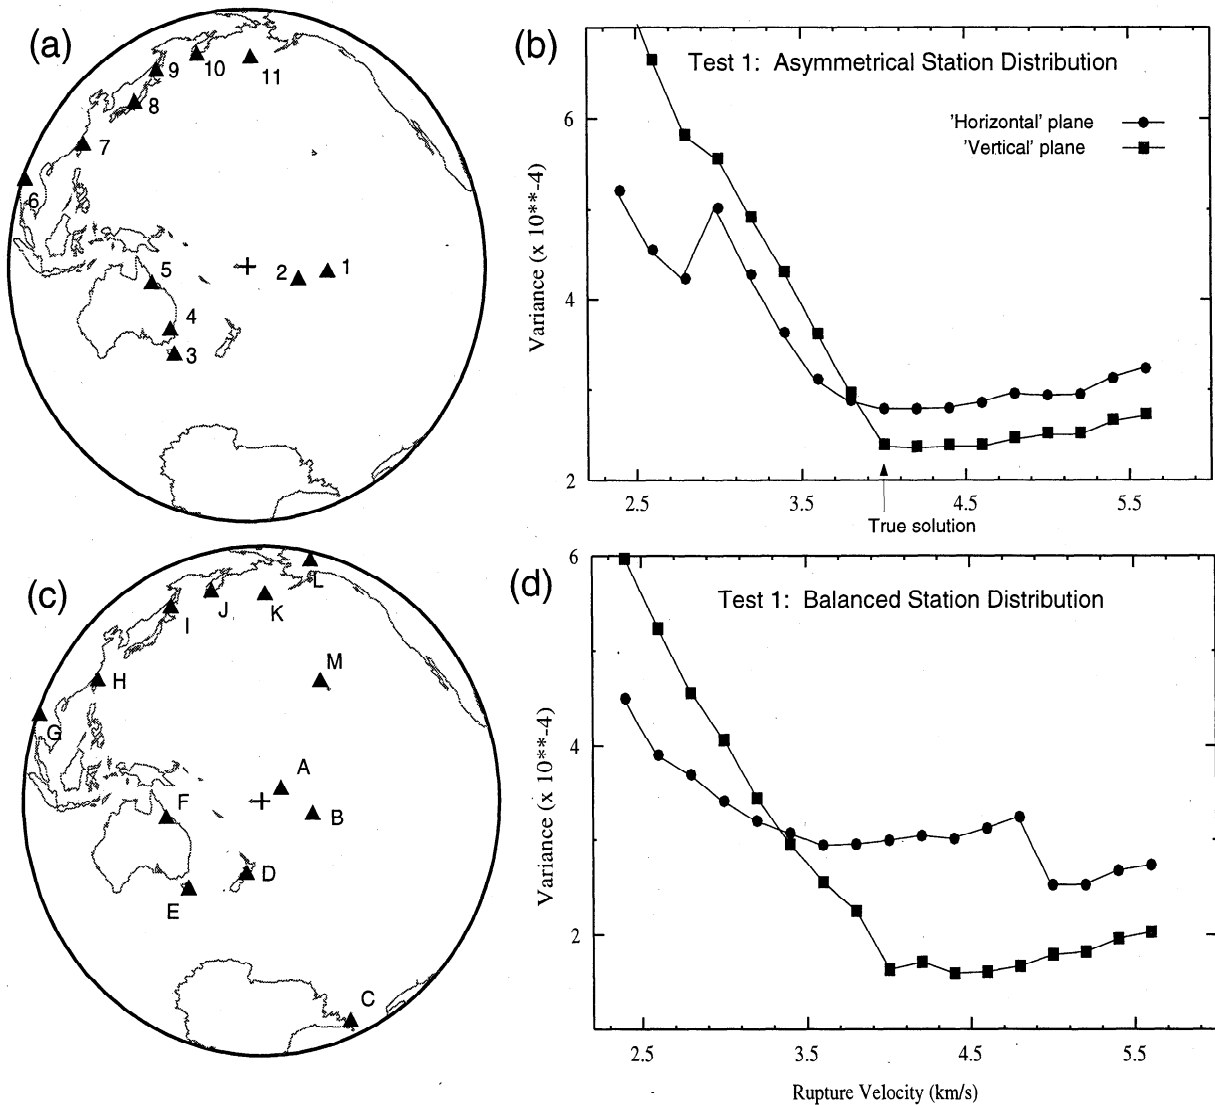 (a)
9
10
11
8
7
6
5
2
1
4
3
(b)
Test 1: Asymmetrical Station Distribution
'Horizontal' plane
'Vertical' plane
Variance (x 10**-4)
6
4
2
2.5
3.5
4.5
5.5
True solution
(c)
L
J
K
I
M
H
G
A
F
B
D
E
C
(d)
Test 1: Balanced Station Distribution
Variance (x 10**-4)
6
4
2
2.5
3.5
4.5
5.5
Rupture Velocity (km/s)